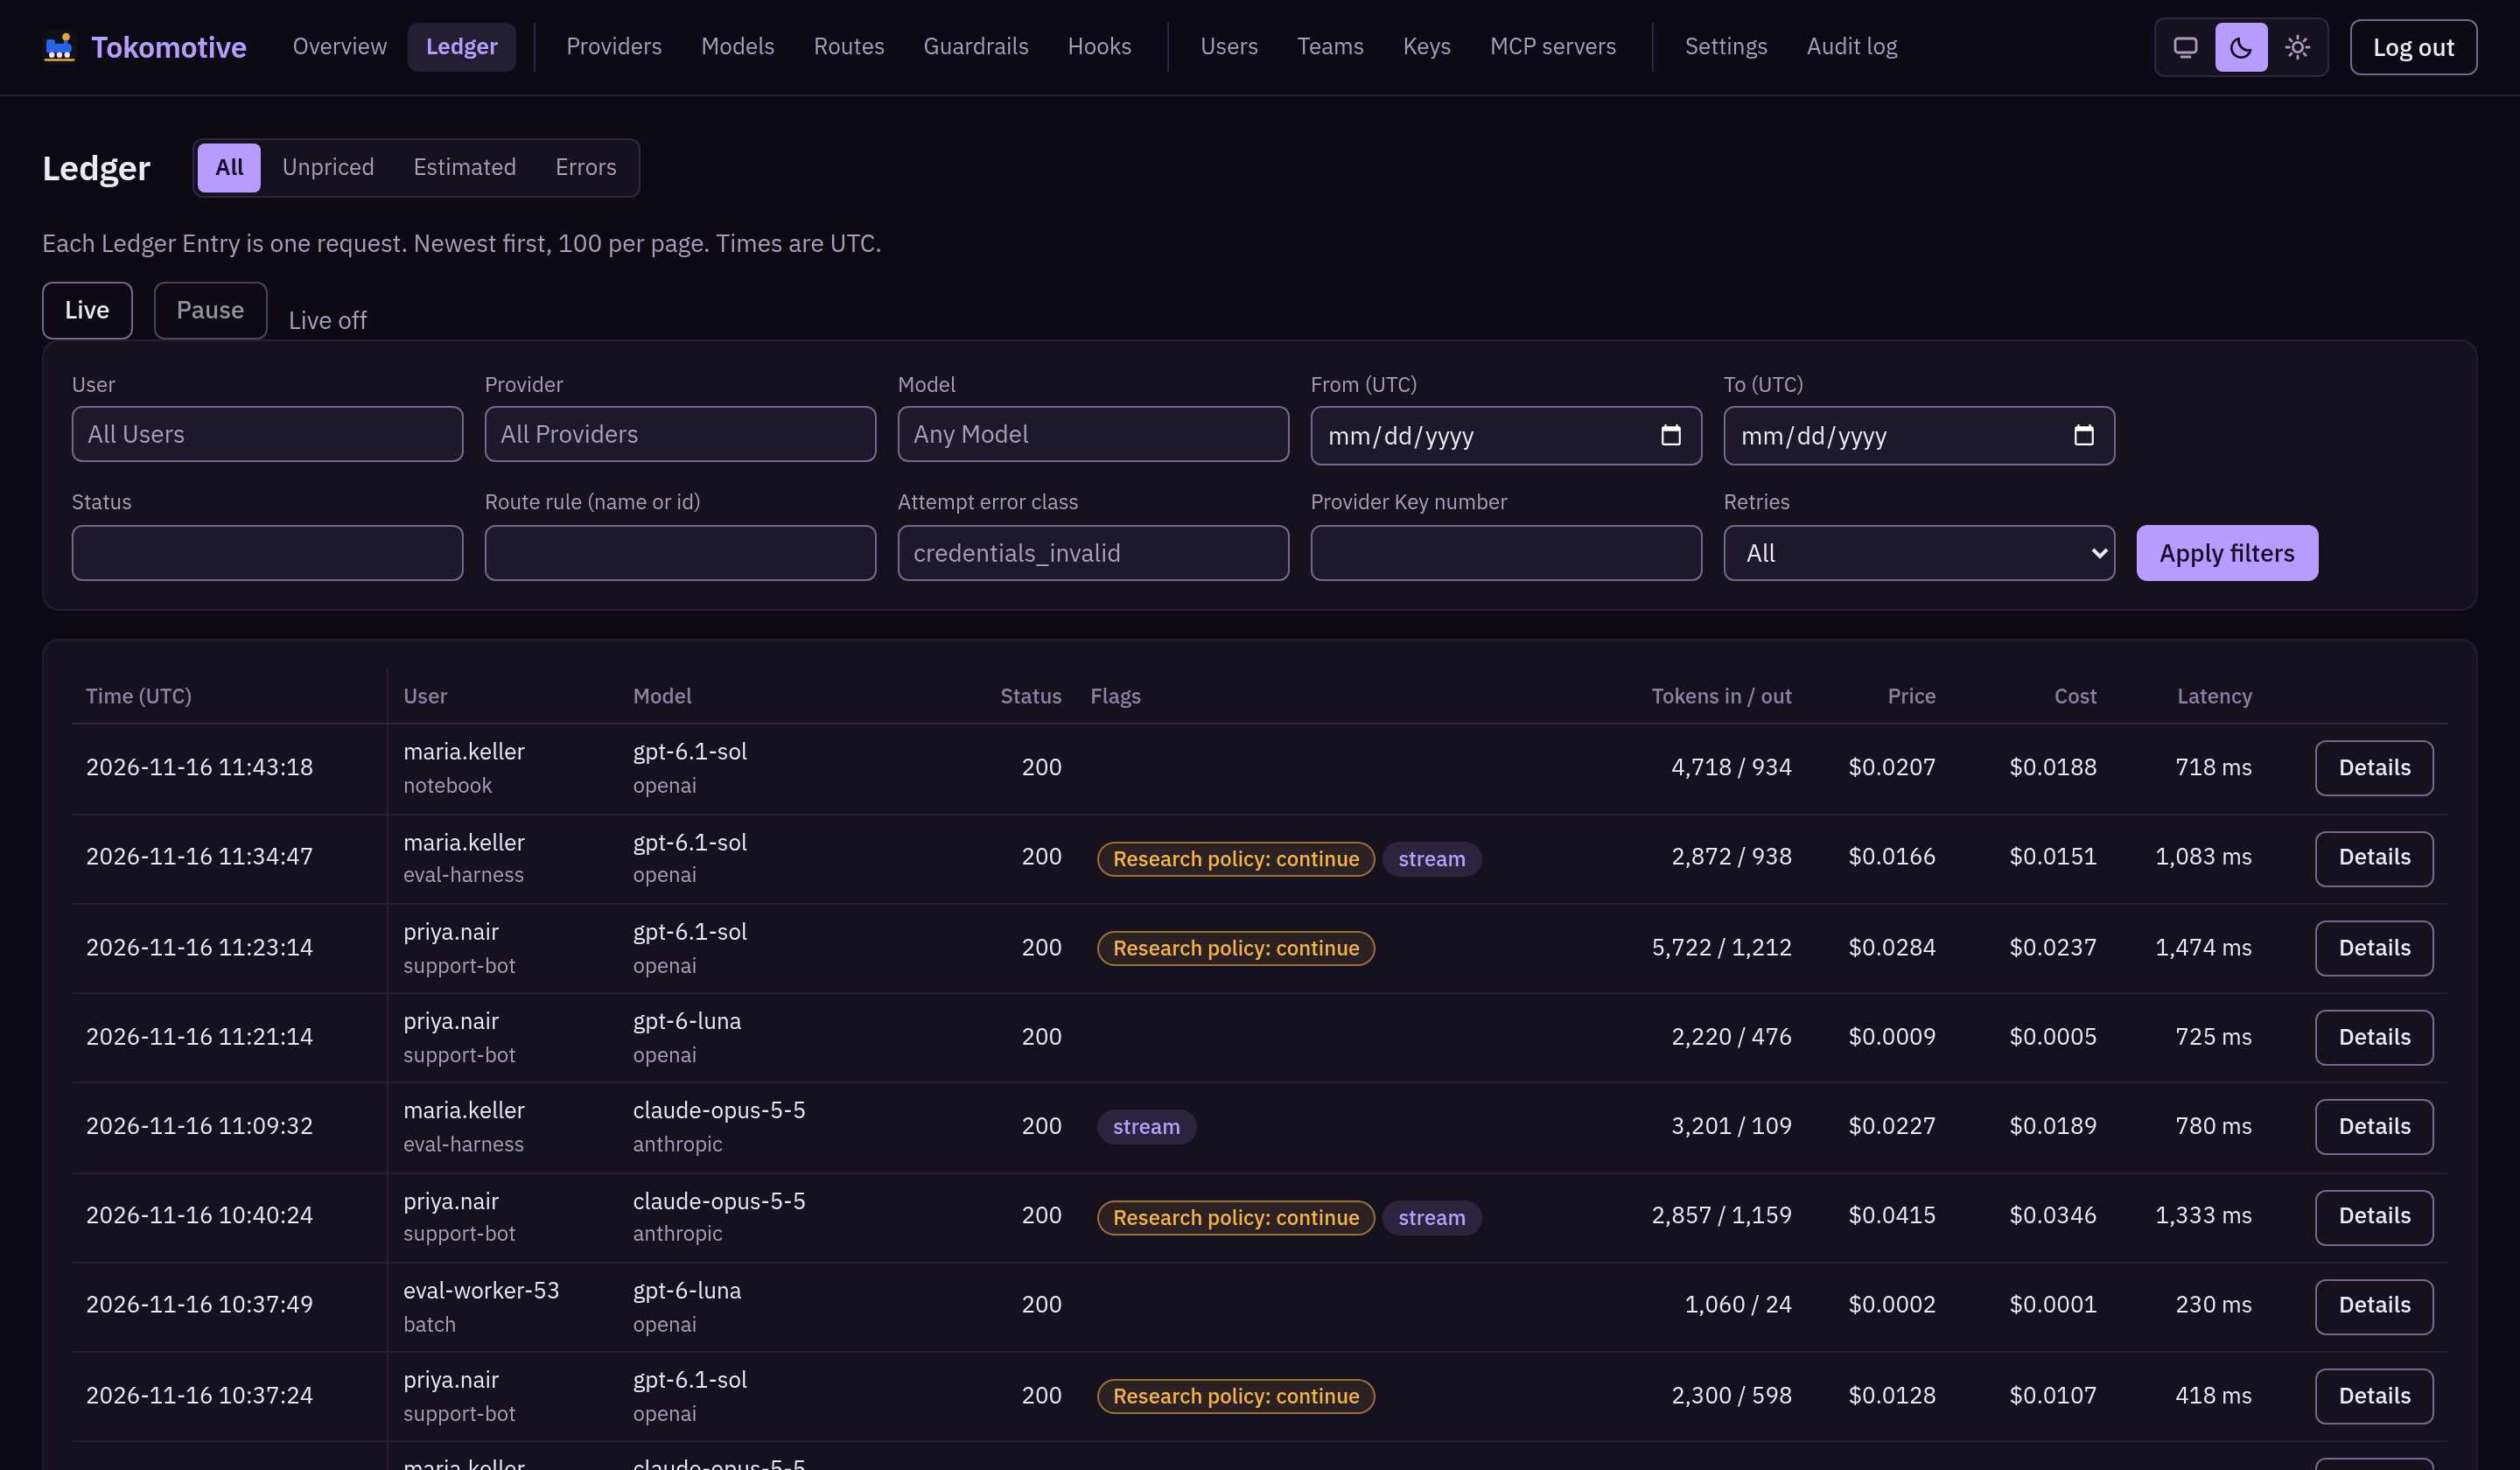 Tokomotive Overview Ledger Providers Models Routes Guardrails Hooks Users Teams Keys MCP servers Settings Audit log Log out
Ledger All Unpriced Estimated Errors
Each Ledger Entry is one request. Newest first, 100 per page. Times are UTC.
Live Pause Live off
User Provider Model From (UTC) To (UTC)
All Users All Providers Any Model mm/dd/yyyy mm/dd/yyyy
Status Route rule (name or id) Attempt error class Provider Key number Retries
credentials_invalid All Apply filters
Time (UTC) User Model Status Flags Tokens in / out Price Cost Latency
2026-11-16 11:43:18 maria.keller gpt-6.1-sol 200 4,718 / 934 $0.0207 $0.0188 718 ms Details
notebook openai
2026-11-16 11:34:47 maria.keller gpt-6.1-sol 200 Research policy: continue stream 2,872 / 938 $0.0166 $0.0151 1,083 ms Details
eval-harness openai
2026-11-16 11:23:14 priya.nair gpt-6.1-sol 200 Research policy: continue 5,722 / 1,212 $0.0284 $0.0237 1,474 ms Details
support-bot openai
2026-11-16 11:21:14 priya.nair gpt-6-luna 200 2,220 / 476 $0.0009 $0.0005 725 ms Details
support-bot openai
2026-11-16 11:09:32 maria.keller claude-opus-5-5 200 stream 3,201 / 109 $0.0227 $0.0189 780 ms Details
eval-harness anthropic
2026-11-16 10:40:24 priya.nair claude-opus-5-5 200 Research policy: continue stream 2,857 / 1,159 $0.0415 $0.0346 1,333 ms Details
support-bot anthropic
2026-11-16 10:37:49 eval-worker-53 gpt-6-luna 200 1,060 / 24 $0.0002 $0.0001 230 ms Details
batch openai
2026-11-16 10:37:24 priya.nair gpt-6.1-sol 200 Research policy: continue 2,300 / 598 $0.0128 $0.0107 418 ms Details
support-bot openai
maria.keller claude-opus-5-5